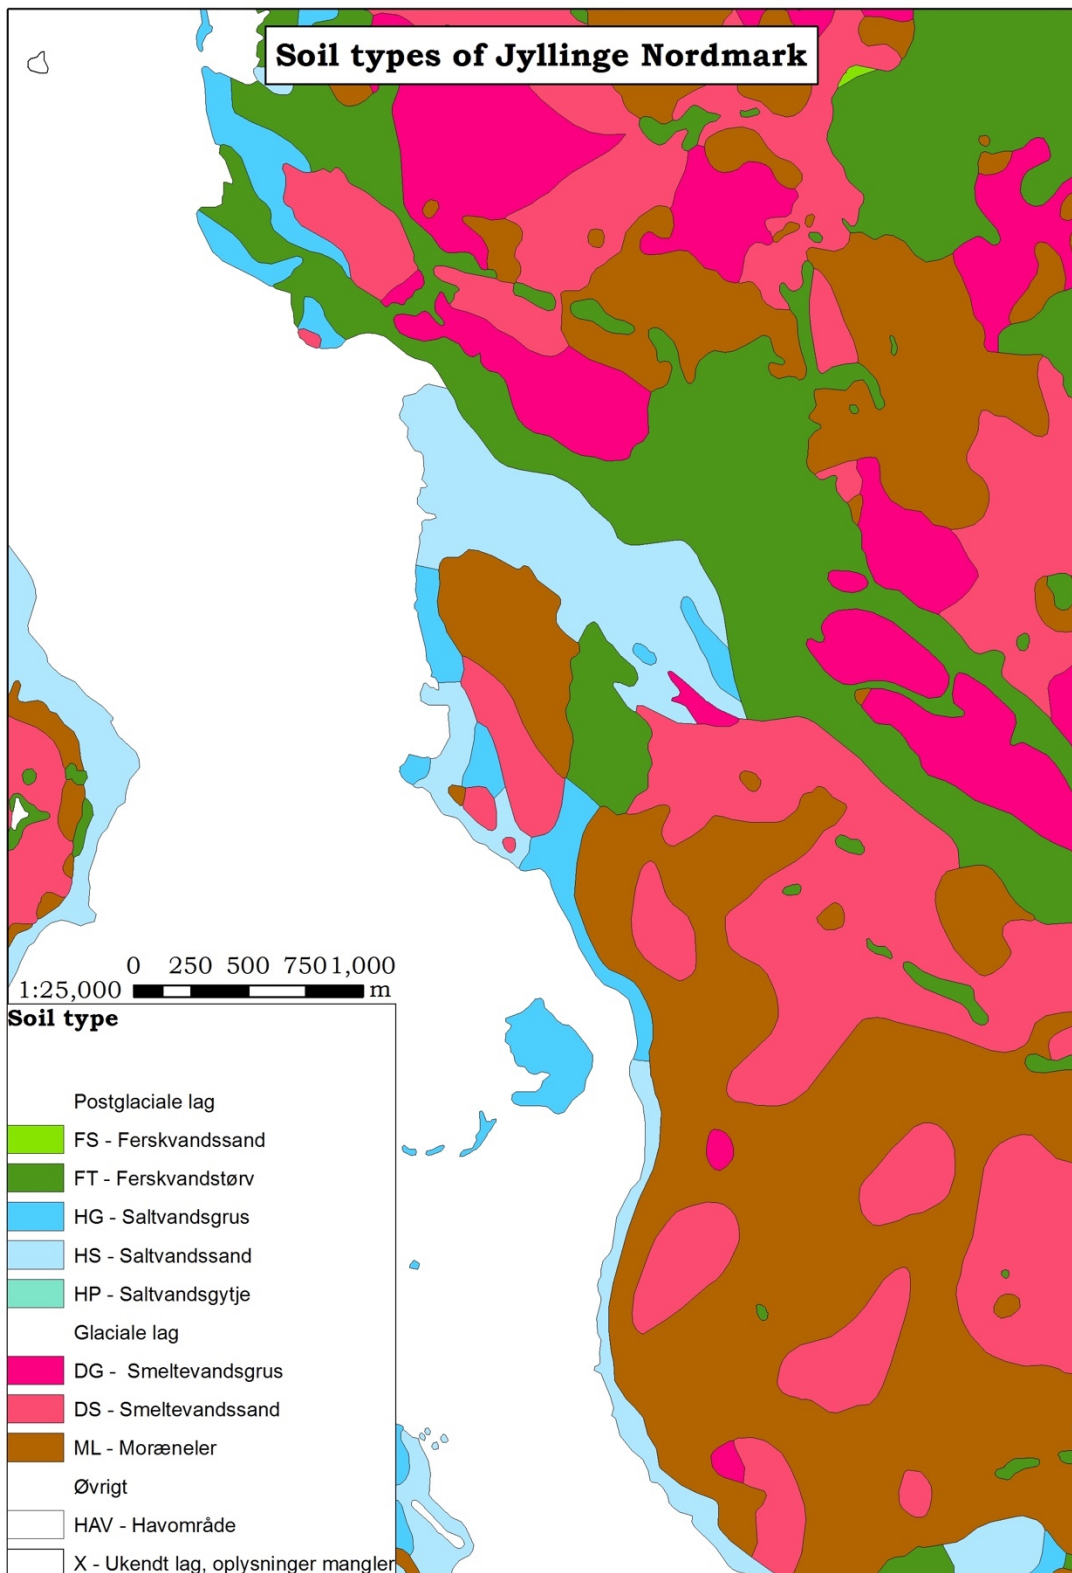 Soil types of Jyllinge Nordmark
0 250 500 750 1,000
1:25,000 m
Soil type
Postglaciale lag
FS - Ferskvandssand
FT - Ferskvandstørv
HG - Saltvandsgrus
HS - Saltvandssand
HP - Saltvandsgytje
Glaciale lag
DG - Smeltevandsgrus
DS - Smeltevandssand
ML - Moræneler
Øvrigt
HAV - Havområde
X - Ukendt lag, oplysninger mangler